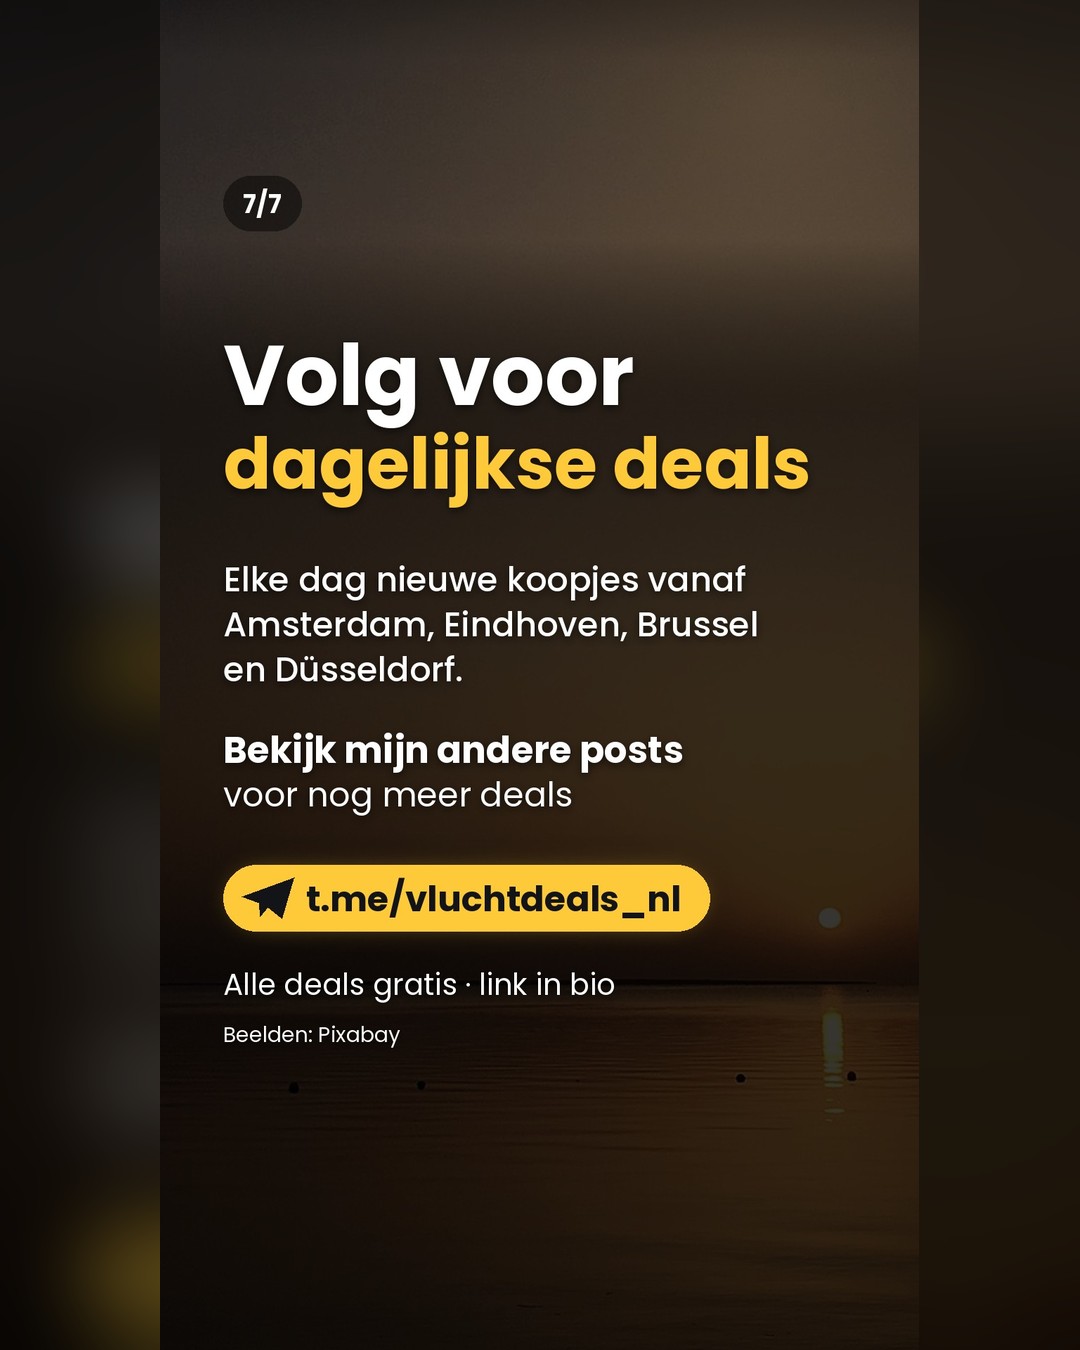 7/7
Volg voor
dagelijkse deals
Elke dag nieuwe koopjes vanaf
Amsterdam, Eindhoven, Brussel
en Düsseldorf.
Bekijk mijn andere posts
voor nog meer deals
t.me/vluchtdeals_nl
Alle deals gratis · link in bio
Beelden: Pixabay